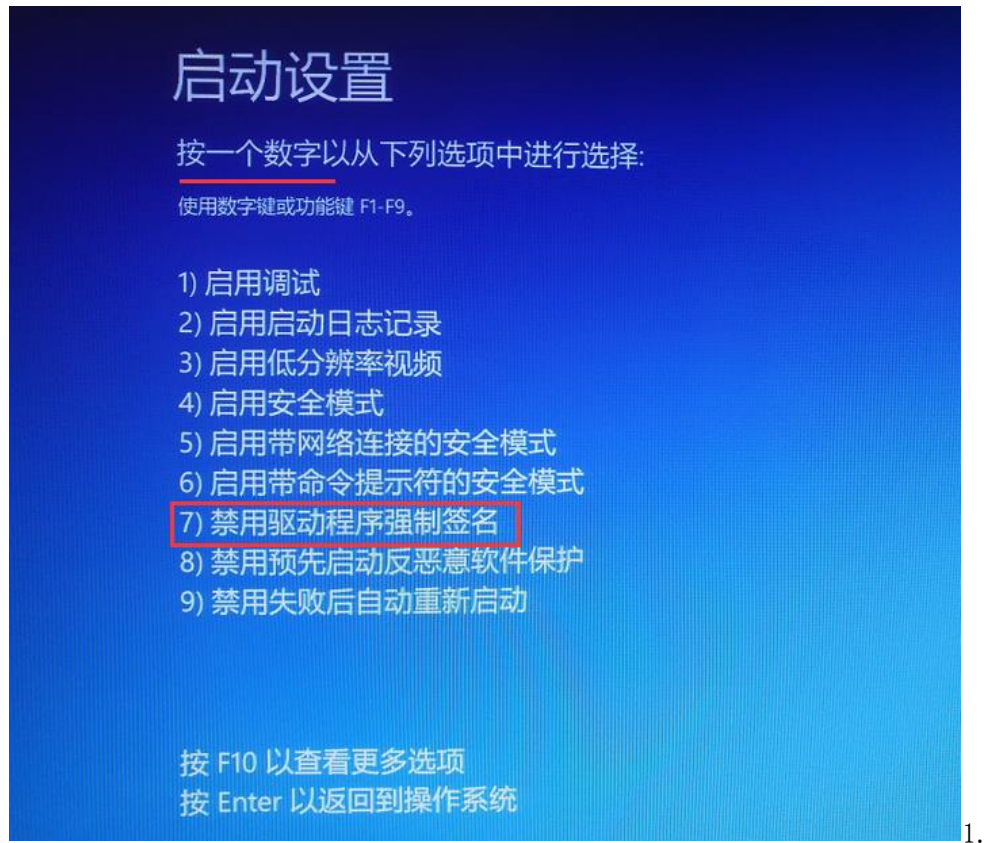 启动设置
按一个数字以从下列选项中进行选择:
使用数字键或功能键 F1-F9。
1) 启用调试
2) 启用启动日志记录
3) 启用低分辨率视频
4) 启用安全模式
5) 启用带网络连接的安全模式
6) 启用带命令提示符的安全模式
7) 禁用驱动程序强制签名
8) 禁用预先启动反恶意软件保护
9) 禁用失败后自动重新启动
按 F10 以查看更多选项
按 Enter 以返回到操作系统
1.